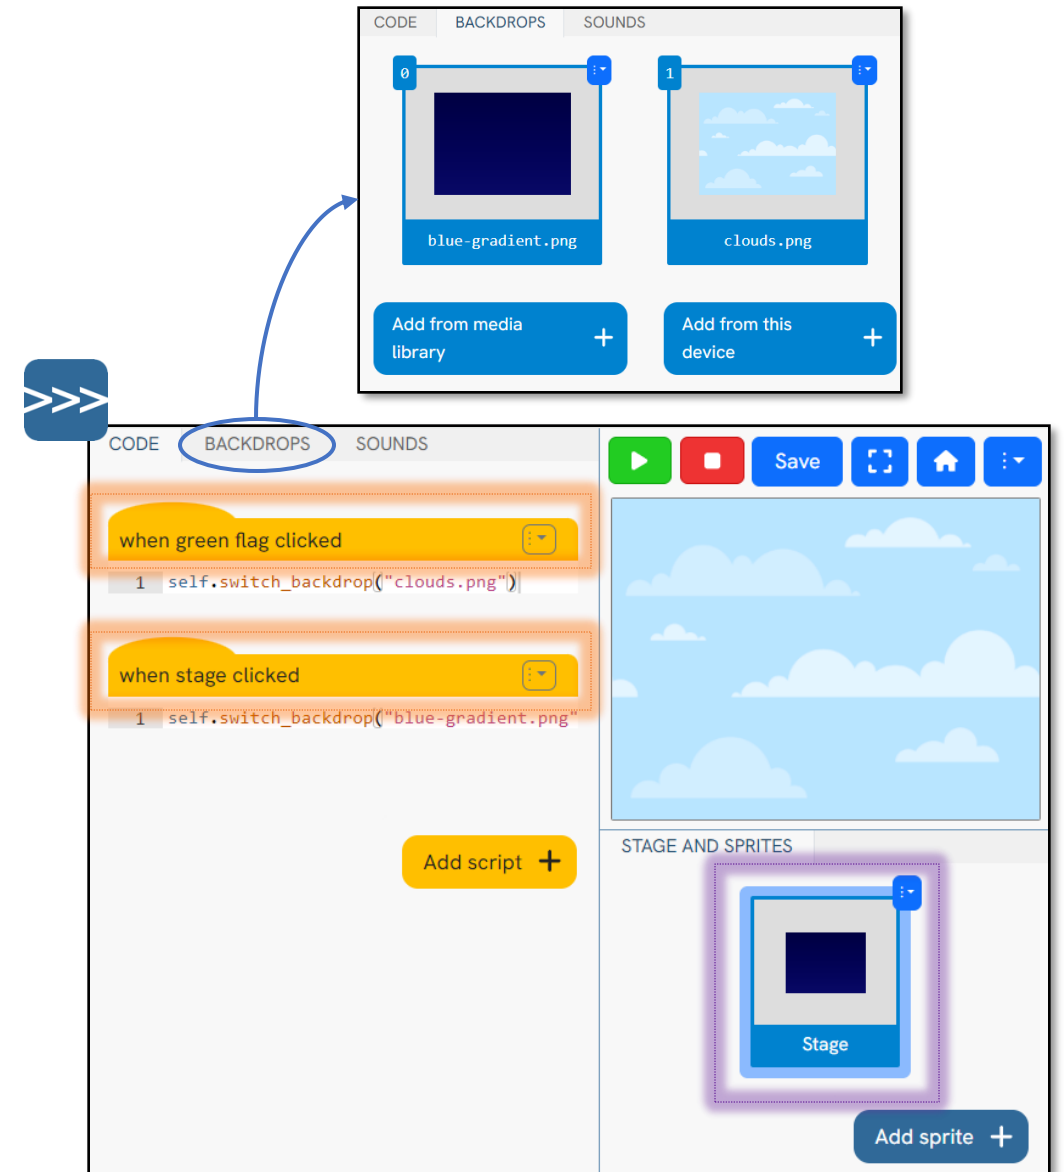 CODE BACKDROPS SOUNDS
0 1
blue-gradient.png clouds.png
Add from media
library
+
Add from this
device
+
>>>
CODE BACKDROPS SOUNDS
when green flag clicked
1 self.switch_backdrop("clouds.png")
when stage clicked
1 self.switch_backdrop("blue-gradient.png"
Add script +
Save
STAGE AND SPRITES
Stage
Add sprite +